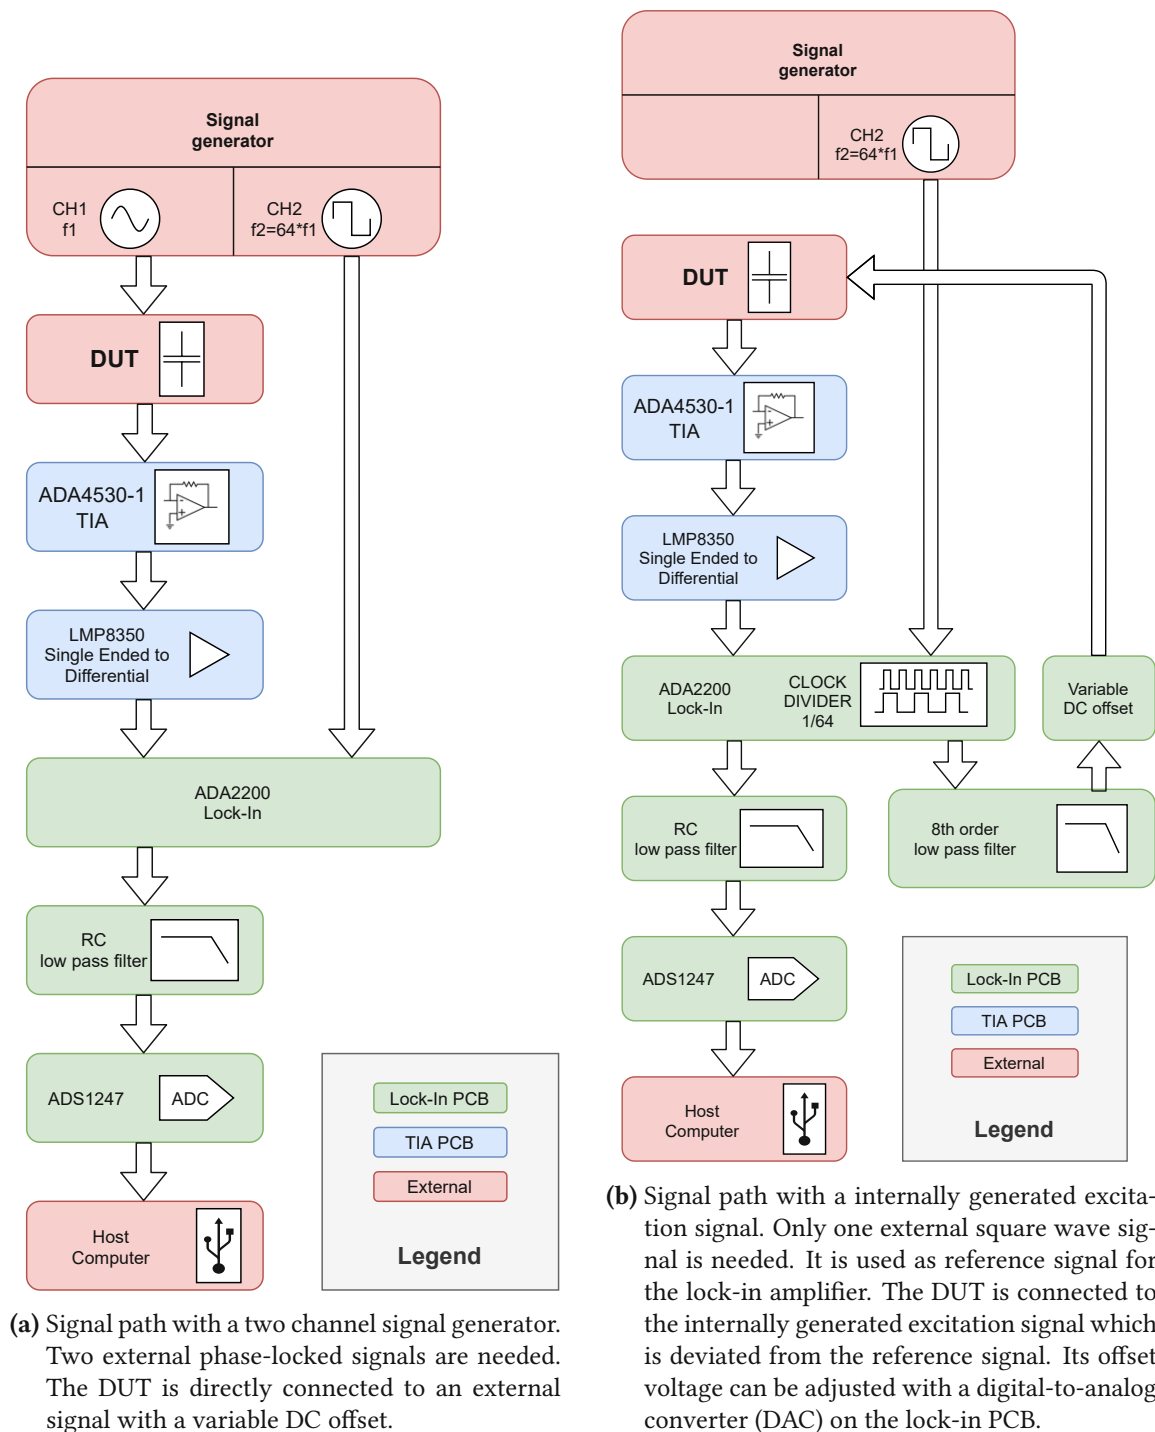 Signal
generator
CH1
f1
CH2
f2=64*f1
DUT
ADA4530-1
TIA
LMP8350
Single Ended to
Differential
ADA2200
Lock-In
RC
low pass filter
ADS1247
ADC
Host
Computer
Lock-In PCB
TIA PCB
External
Legend
(a) Signal path with a two channel signal generator.
Two external phase-locked signals are needed.
The DUT is directly connected to an external
signal with a variable DC offset.
Signal
generator
CH2
f2=64*f1
DUT
ADA4530-1
TIA
LMP8350
Single Ended to
Differential
ADA2200
Lock-In
CLOCK
DIVIDER
1/64
Variable
DC offset
RC
low pass filter
8th order
low pass filter
ADS1247
ADC
Host
Computer
Lock-In PCB
TIA PCB
External
Legend
(b) Signal path with a internally generated excita-
tion signal. Only one external square wave sig-
nal is needed. It is used as reference signal for
the lock-in amplifier. The DUT is connected to
the internally generated excitation signal which
is deviated from the reference signal. Its offset
voltage can be adjusted with a digital-to-analog
converter (DAC) on the lock-in PCB.